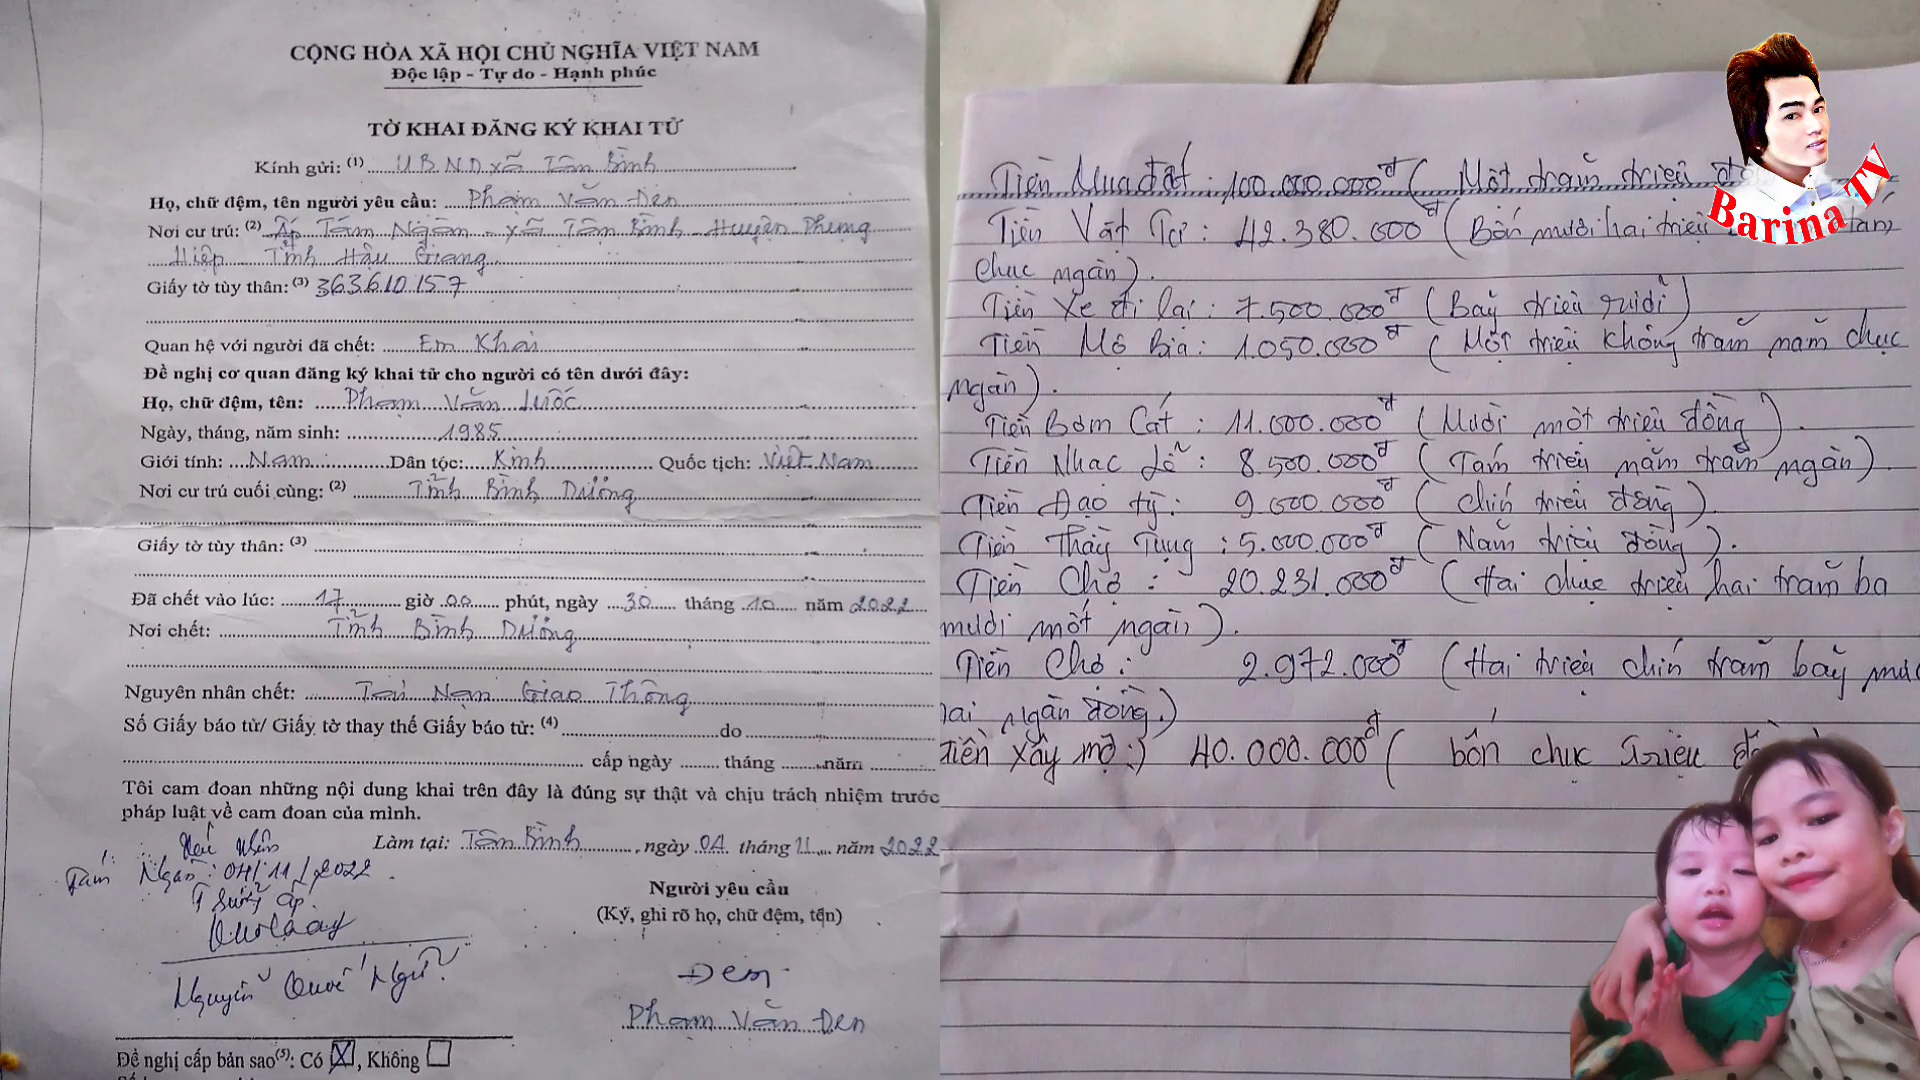 CỘNG HÒA XÃ HỘI CHỦ NGHĨA VIỆT NAM
Độc lập - Tự do - Hạnh phúc
TỜ KHAI ĐĂNG KÝ KHAI TỬ
Kính gửi: (1) U.B.N.D xã Tân Bình
Họ, chữ đệm, tên người yêu cầu: Phạm Văn Đen
Nơi cư trú: (2) Ấp Tám Ngàn - xã Tân Bình - Huyện Phụng
Hiệp Tỉnh Hậu Giang
Giấy tờ tùy thân: (3) 363610157
Quan hệ với người đã chết: Em Khai
Đề nghị cơ quan đăng ký khai tử cho người có tên dưới đây:
Họ, chữ đệm, tên: Phạm Văn
Ngày, tháng, năm sinh: 1985
Giới tính: Nam Dân tộc: Kinh Quốc tịch: Việt Nam
Nơi cư trú cuối cùng: (2) Tỉnh Bình Dương
Giấy tờ tùy thân: (3)
Đã chết vào lúc: 17 giờ 00 phút, ngày 30 tháng 10 năm 2022
Nơi chết: Tỉnh Bình Dương
Nguyên nhân chết: Tai Nạn Giao Thông
Số Giấy báo tử/ Giấy tờ thay thế Giấy báo tử: (4) do
cấp ngày tháng năm
Tôi cam đoan những nội dung khai trên đây là đúng sự thật và chịu trách nhiệm trước
pháp luật về cam đoan của mình.
Làm tại: Tân Bình, ngày 04 tháng 11 năm 2022
Tám Ngàn: 04/11/2022
Nguyễn Quốc Ngữ
Người yêu cầu
(Ký, ghi rõ họ, chữ đệm, tên)
Đen
Phạm Văn Đen
Đề nghị cấp bản sao(5): Có X, Không
Tiền Mua đất: 100.000.000đ ( Một trăm triệu
Tiền Vật Tư: 42.380.000đ (Bốn mươi hai triệu tám
chục ngàn).
Tiền Xe đi lại: 7.500.000đ (Bảy triệu rưỡi)
Tiền Mộ Bia: 1.050.000đ (Một triệu không trăm năm chục
ngàn).
Tiền Bơm Cát: 11.000.000đ (Mười một triệu đồng).
Tiền Nhạc Lễ: 8.500.000đ (Tám triệu năm trăm ngàn).
Tiền Đạo tỳ: 9.000.000đ (chín triệu đồng).
Tiền Thầy Tụng: 5.000.000đ (Năm triệu đồng).
Tiền Chợ: 20.231.000đ (Hai chục triệu hai trăm ba
mươi một ngàn).
Tiền Chợ: 2.972.000đ (Hai triệu chín trăm bảy
hai ngàn đồng.)
Tiền xây mộ:) 40.000.000đ ( bốn chục triệu
Barina TV